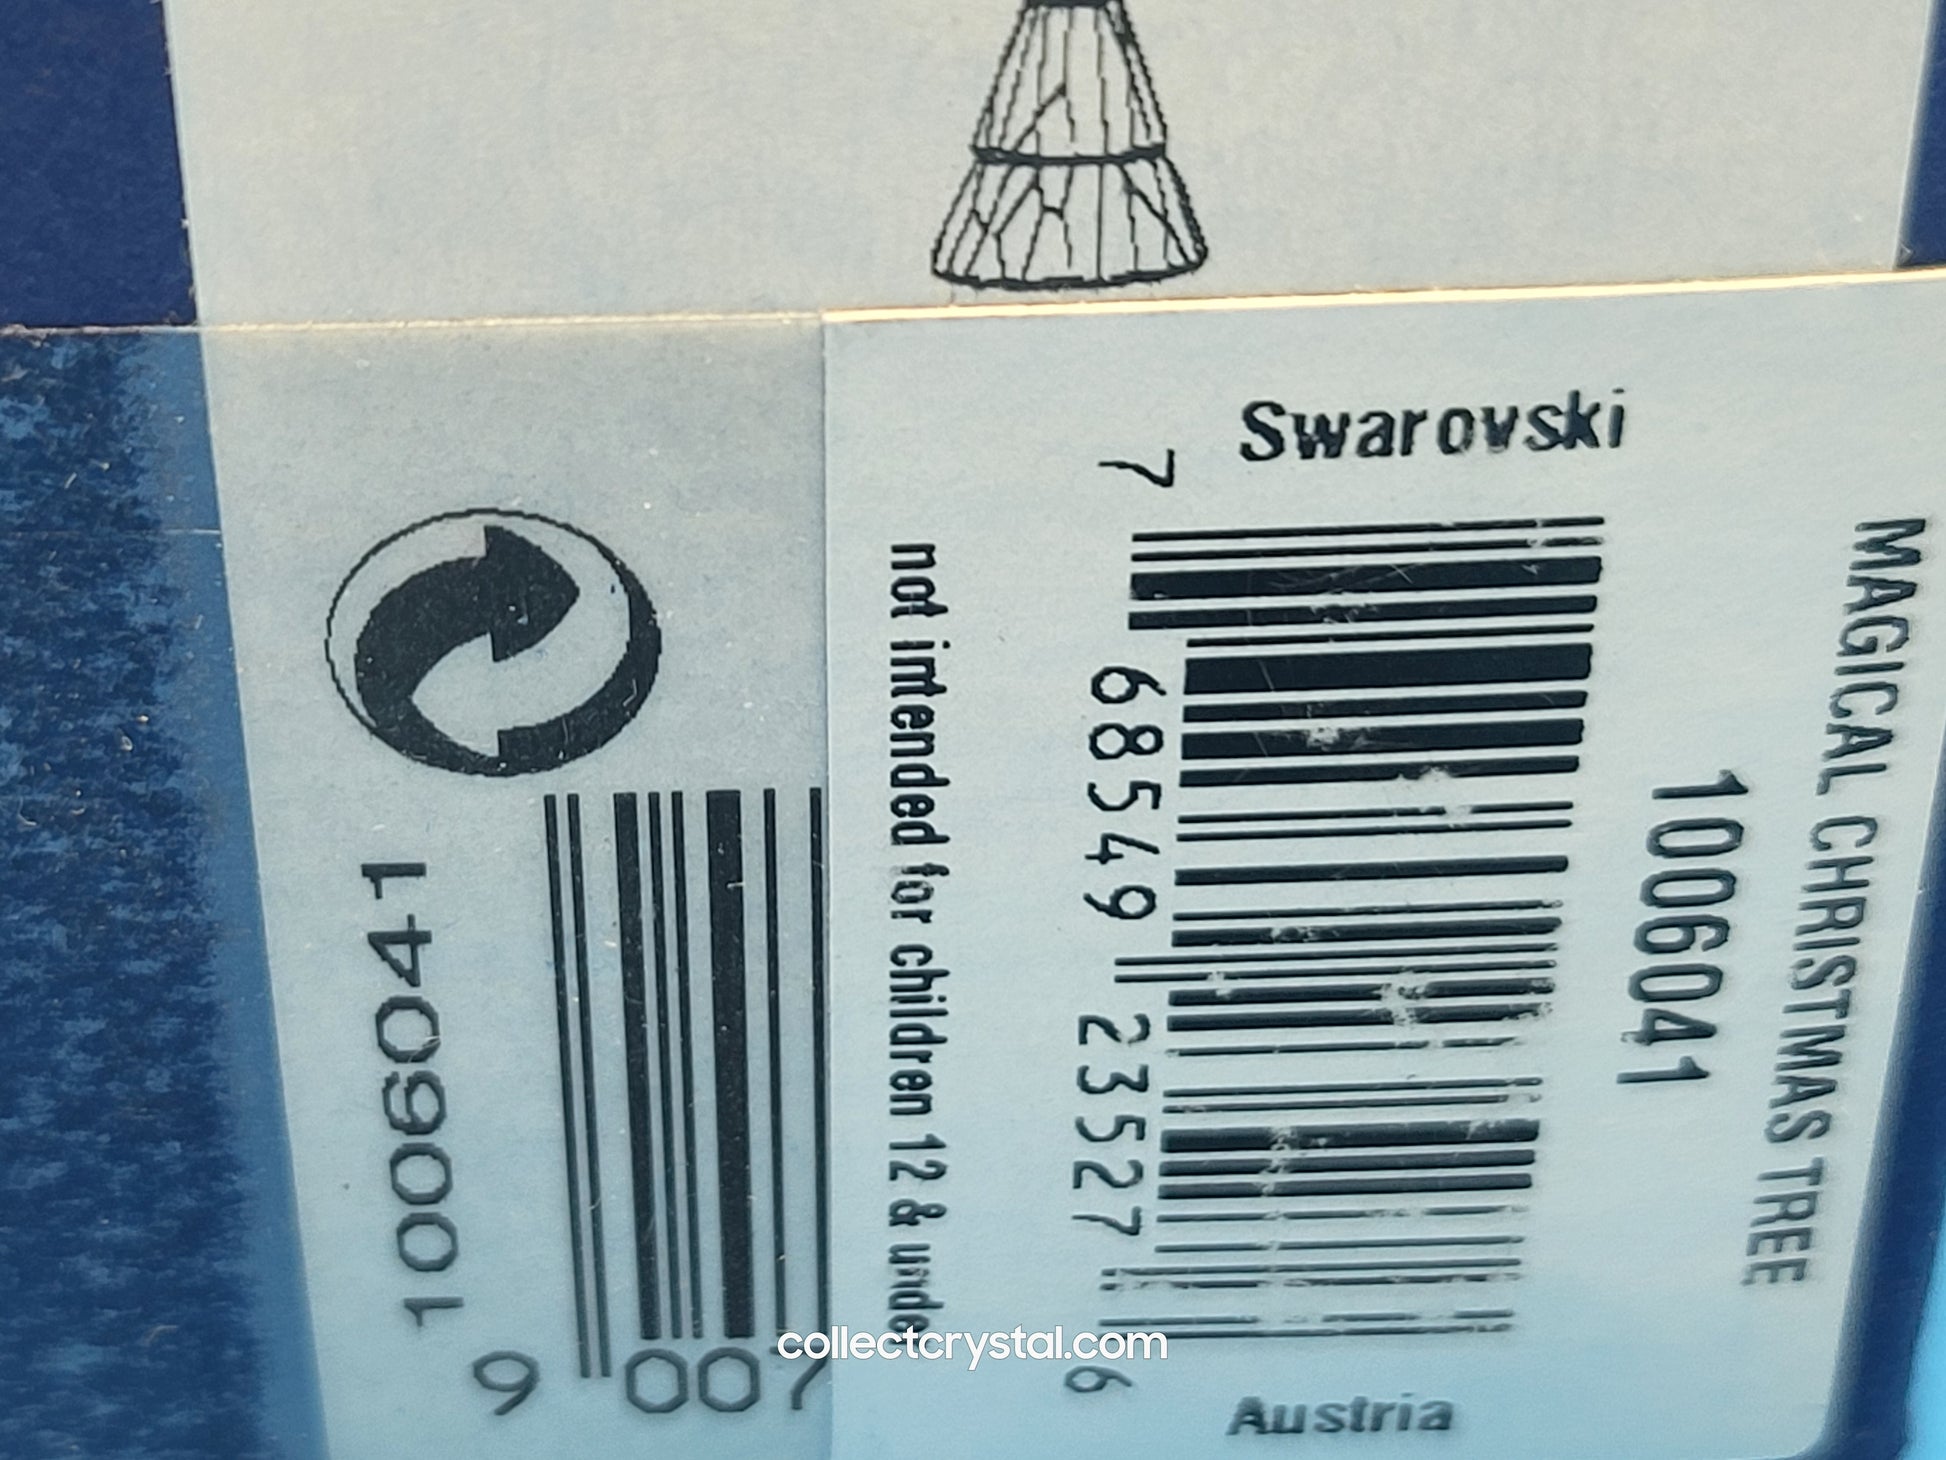 Swarovski
MAGICAL CHRISTMAS TREE
1006041
7 68549 23527 6
not intended for children 12 & under
Austria
1006041
9 007
collectcrystal.com